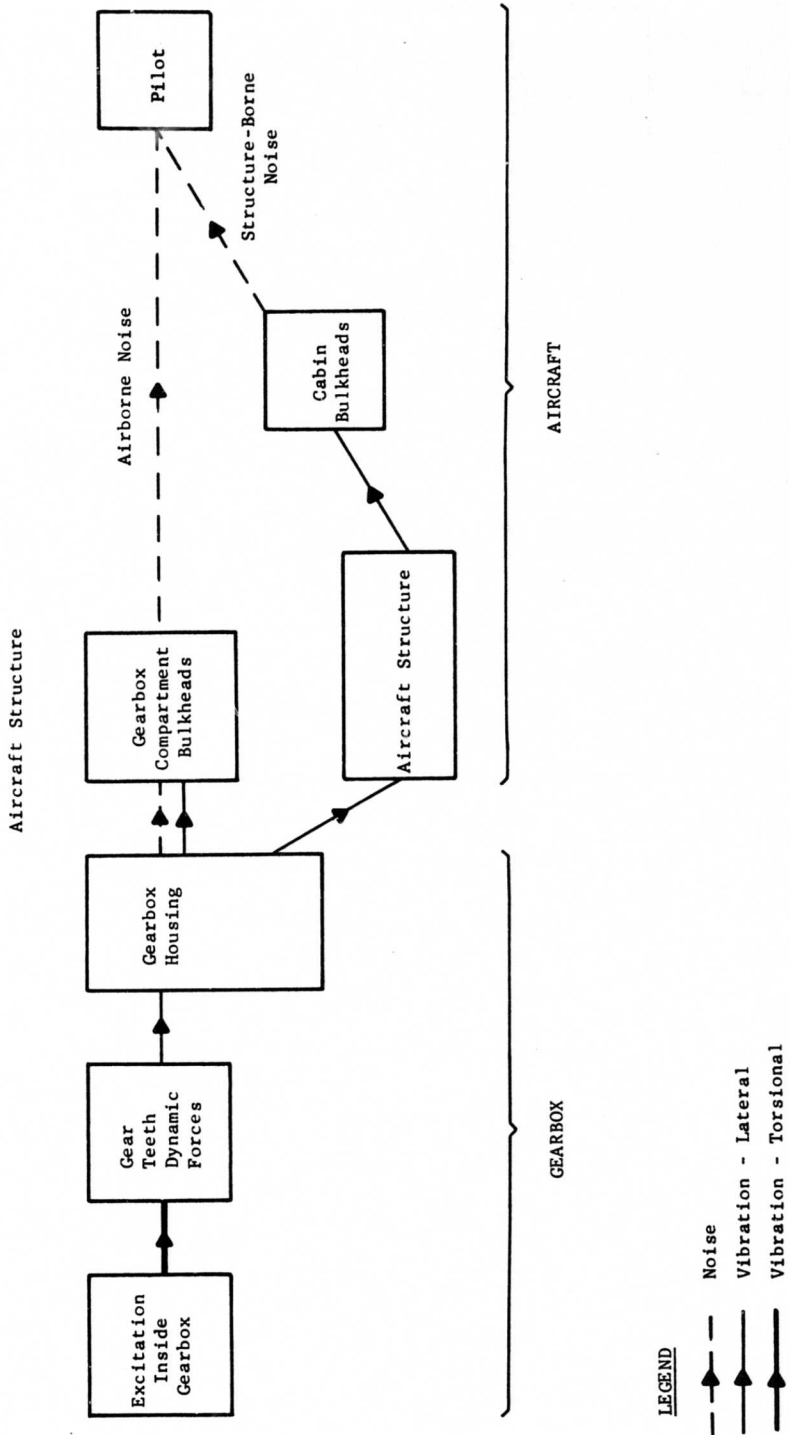 Aircraft Structure
Excitation
Inside
Gearbox
Gear
Teeth
Dynamic
Forces
Gearbox
Housing
Gearbox
Compartment
Bulkheads
Airborne Noise
Pilot
Aircraft Structure
Cabin
Bulkheads
Structure-Borne
Noise
GEARBOX
AIRCRAFT
LEGEND
Noise
Vibration - Lateral
Vibration - Torsional